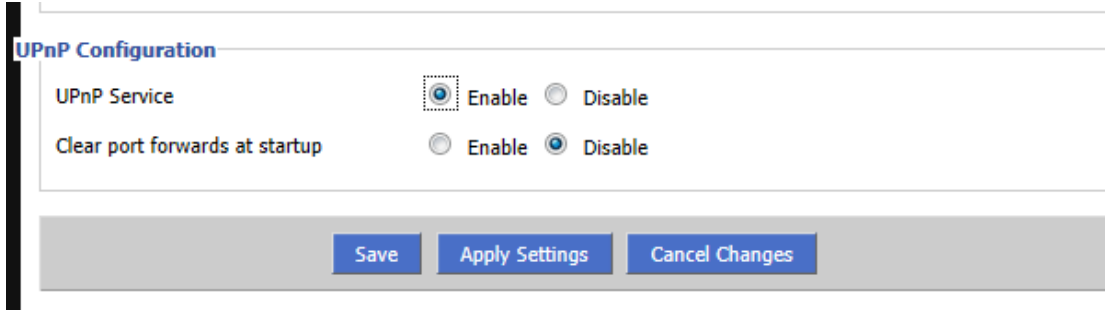 UPnP Configuration
UPnP Service Enable Disable
Clear port forwards at startup Enable Disable
Save Apply Settings Cancel Changes